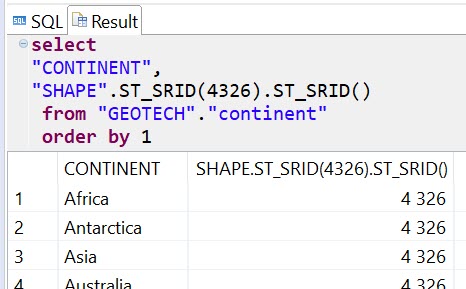 SQL Result
select
"CONTINENT",
"SHAPE".ST_SRID(4326).ST_SRID()
from "GEOTECH"."continent"
order by 1
CONTINENT SHAPE.ST_SRID(4326).ST_SRID()
1 Africa 4 326
2 Antarctica 4 326
3 Asia 4 326
4 Australia 4 326